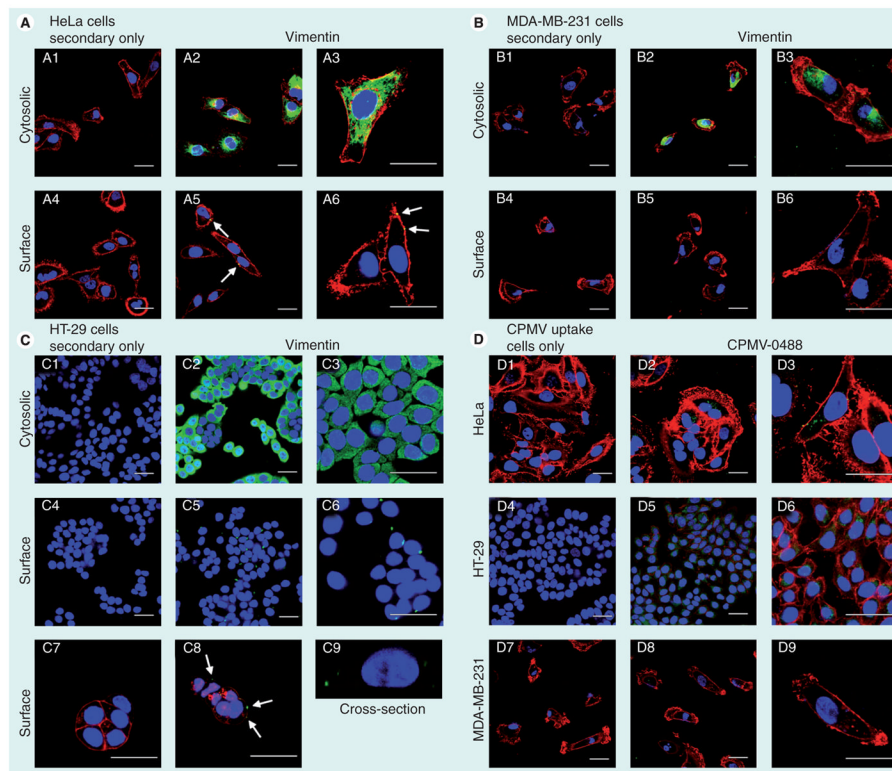 A HeLa cells
secondary only
Vimentin
Cytosolic
A1
A2
A3
Surface
A4
A5
A6
B MDA-MB-231 cells
secondary only
Vimentin
Cytosolic
B1
B2
B3
Surface
B4
B5
B6
C HT-29 cells
secondary only
Vimentin
Cytosolic
C1
C2
C3
Surface
C4
C5
C6
Surface
C7
C8
C9
Cross-section
D CPMV uptake
cells only
CPMV-0488
HeLa
D1
D2
D3
HT-29
D4
D5
D6
MDA-MB-231
D7
D8
D9